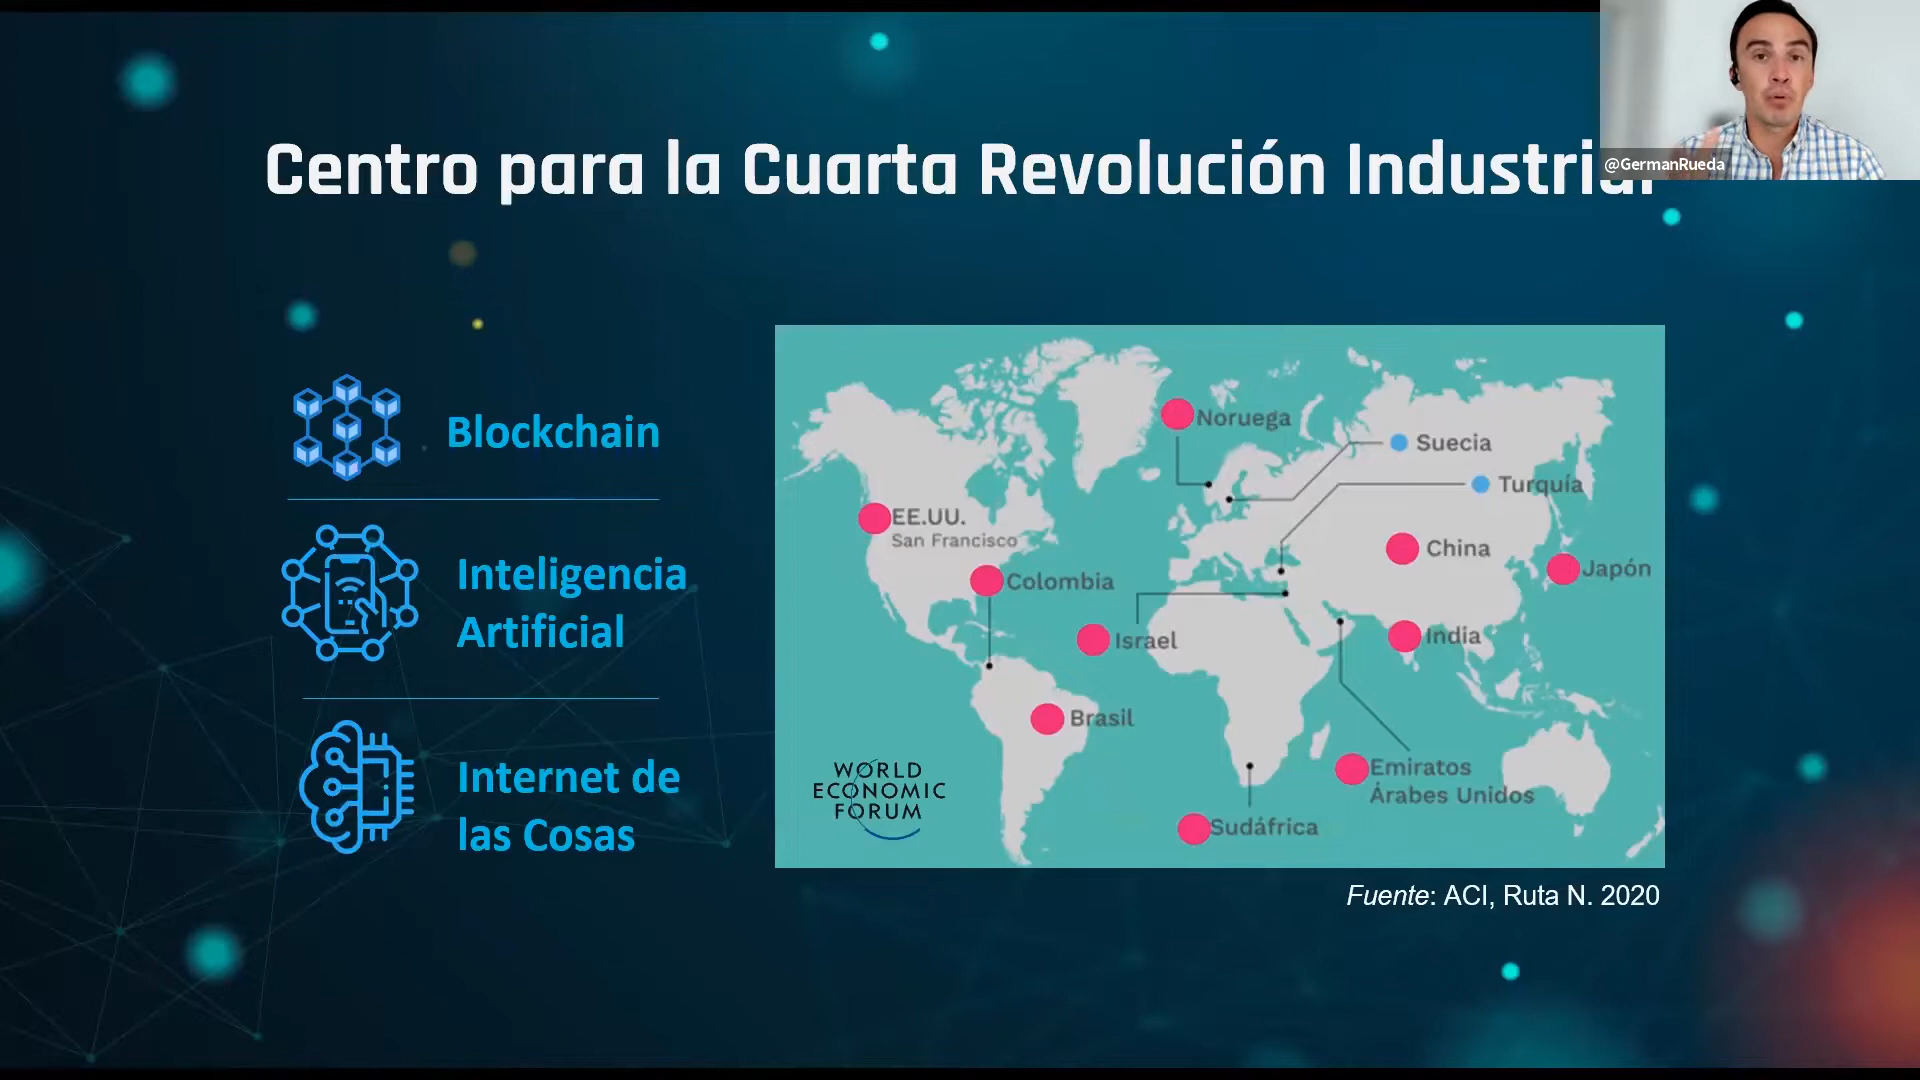 Centro para la Cuarta Revolución Industrial
@GermanRueda
Blockchain
Inteligencia
Artificial
Internet de
las Cosas
Noruega
Suecia
Turquía
EE.UU.
San Francisco
China
Japón
Colombia
Israel
India
Brasil
Emiratos
Árabes Unidos
Sudáfrica
WORLD
ECONOMIC
FORUM
Fuente: ACI, Ruta N. 2020